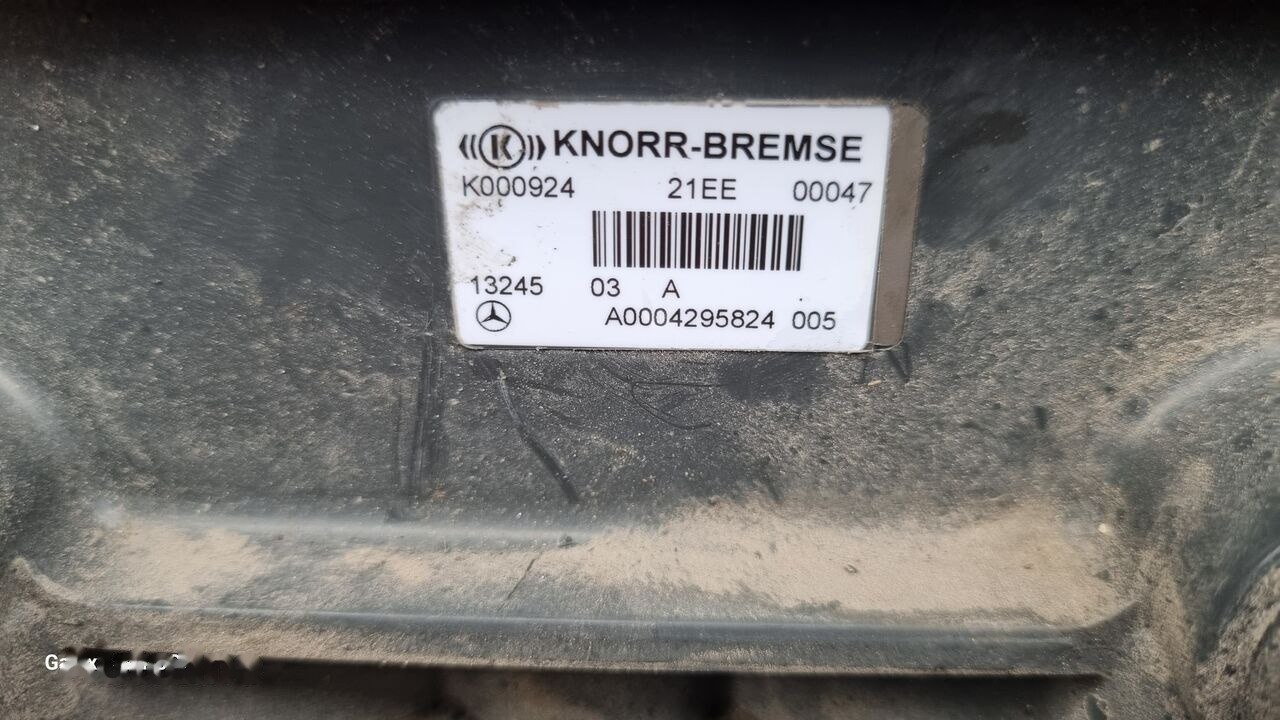 K KNORR-BREMSE
K000924 21EE 00047
13245 03 A
A0004295824 005